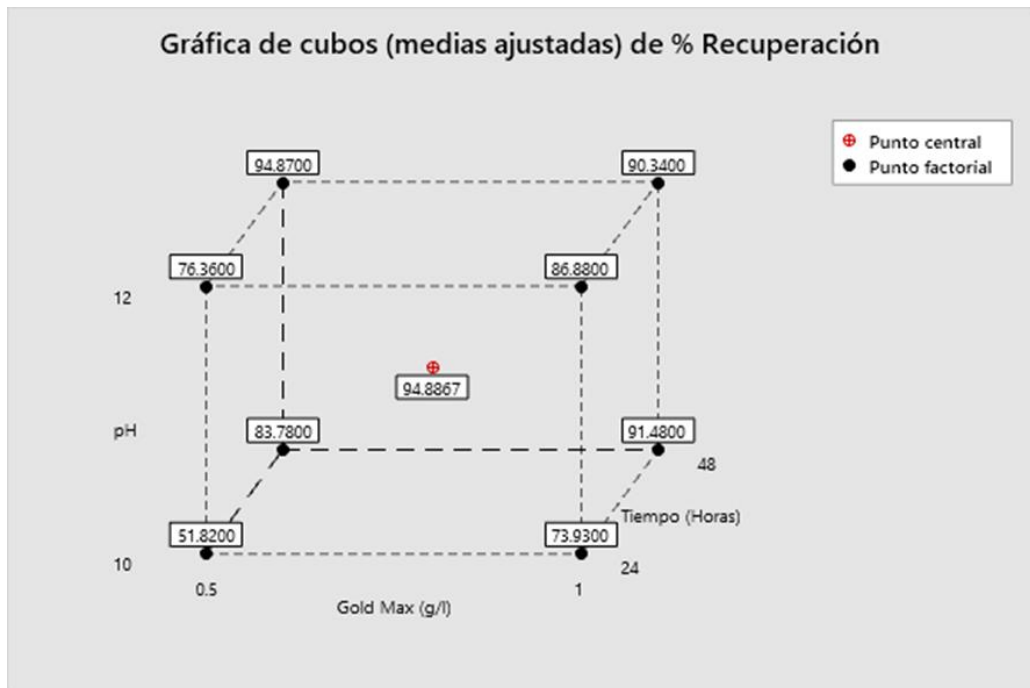 Gráfica de cubos (medias ajustadas) de % Recuperación
Punto central
Punto factorial
94.8700
90.3400
76.3600
86.8800
12
94.8867
pH
83.7800
91.4800
48
Tiempo (Horas)
51.8200
73.9300
10
24
0.5
1
Gold Max (g/l)